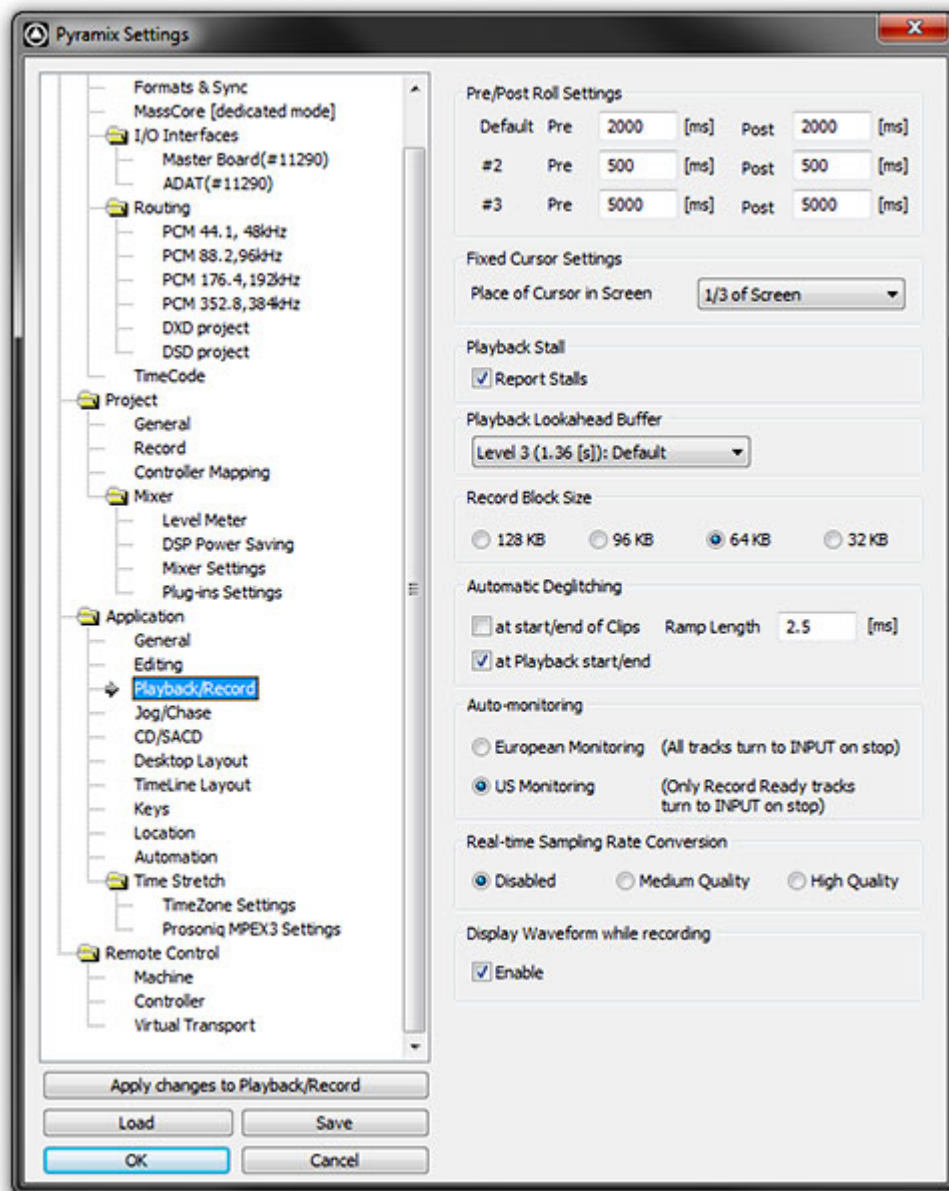 Pyramix Settings
Formats & Sync
MassCore [dedicated mode]
I/O Interfaces
Master Board(#11290)
ADAT(#11290)
Routing
PCM 44.1, 48kHz
PCM 88.2,96kHz
PCM 176.4,192kHz
PCM 352.8,384kHz
DXD project
DSD project
TimeCode
Project
General
Record
Controller Mapping
Mixer
Level Meter
DSP Power Saving
Mixer Settings
Plug-ins Settings
Application
General
Editing
Playback/Record
Jog/Chase
CD/SACD
Desktop Layout
TimeLine Layout
Keys
Location
Automation
Time Stretch
TimeZone Settings
Prosoniq MPEX3 Settings
Remote Control
Machine
Controller
Virtual Transport
Apply changes to Playback/Record
Load Save
OK Cancel
Pre/Post Roll Settings
Default Pre 2000 [ms] Post 2000 [ms]
#2 Pre 500 [ms] Post 500 [ms]
#3 Pre 5000 [ms] Post 5000 [ms]
Fixed Cursor Settings
Place of Cursor in Screen 1/3 of Screen
Playback Stall
Report Stalls
Playback Lookahead Buffer
Level 3 (1.36 [s]): Default
Record Block Size
128 KB 96 KB 64 KB 32 KB
Automatic Deglitching
at start/end of Clips Ramp Length 2.5 [ms]
at Playback start/end
Auto-monitoring
European Monitoring (All tracks turn to INPUT on stop)
US Monitoring (Only Record Ready tracks
turn to INPUT on stop)
Real-time Sampling Rate Conversion
Disabled Medium Quality High Quality
Display Waveform while recording
Enable